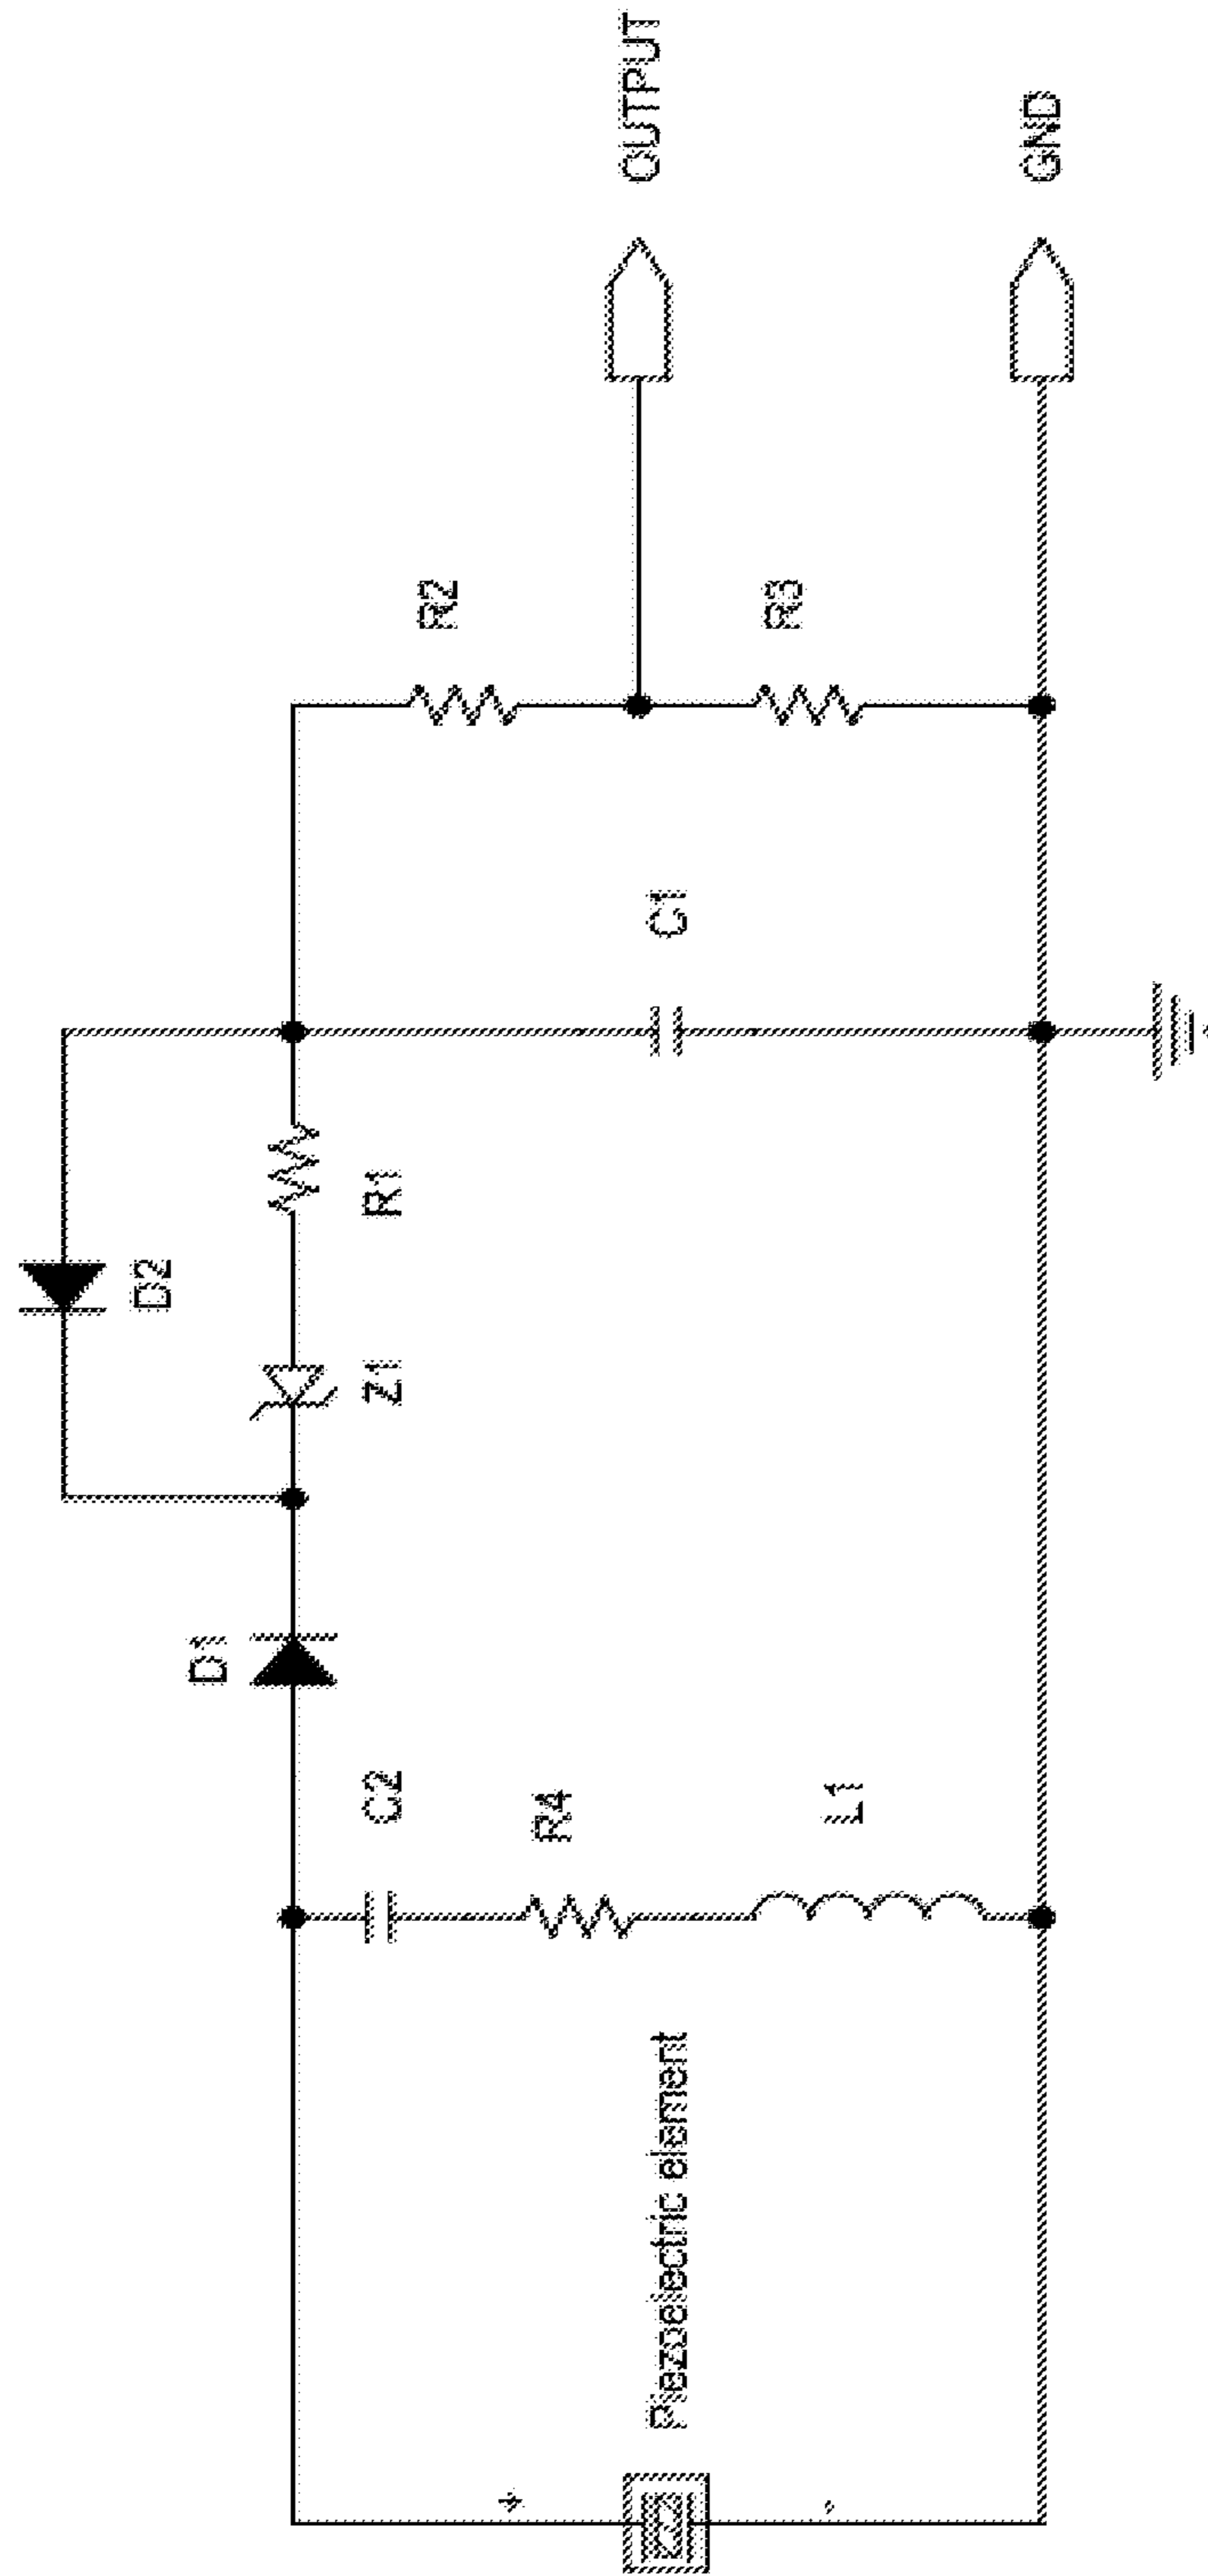 D2
D1
Z1
R1
C2
R4
L1
C1
R2
R3
OUTPUT
GND
+
Piezoelectric element
-